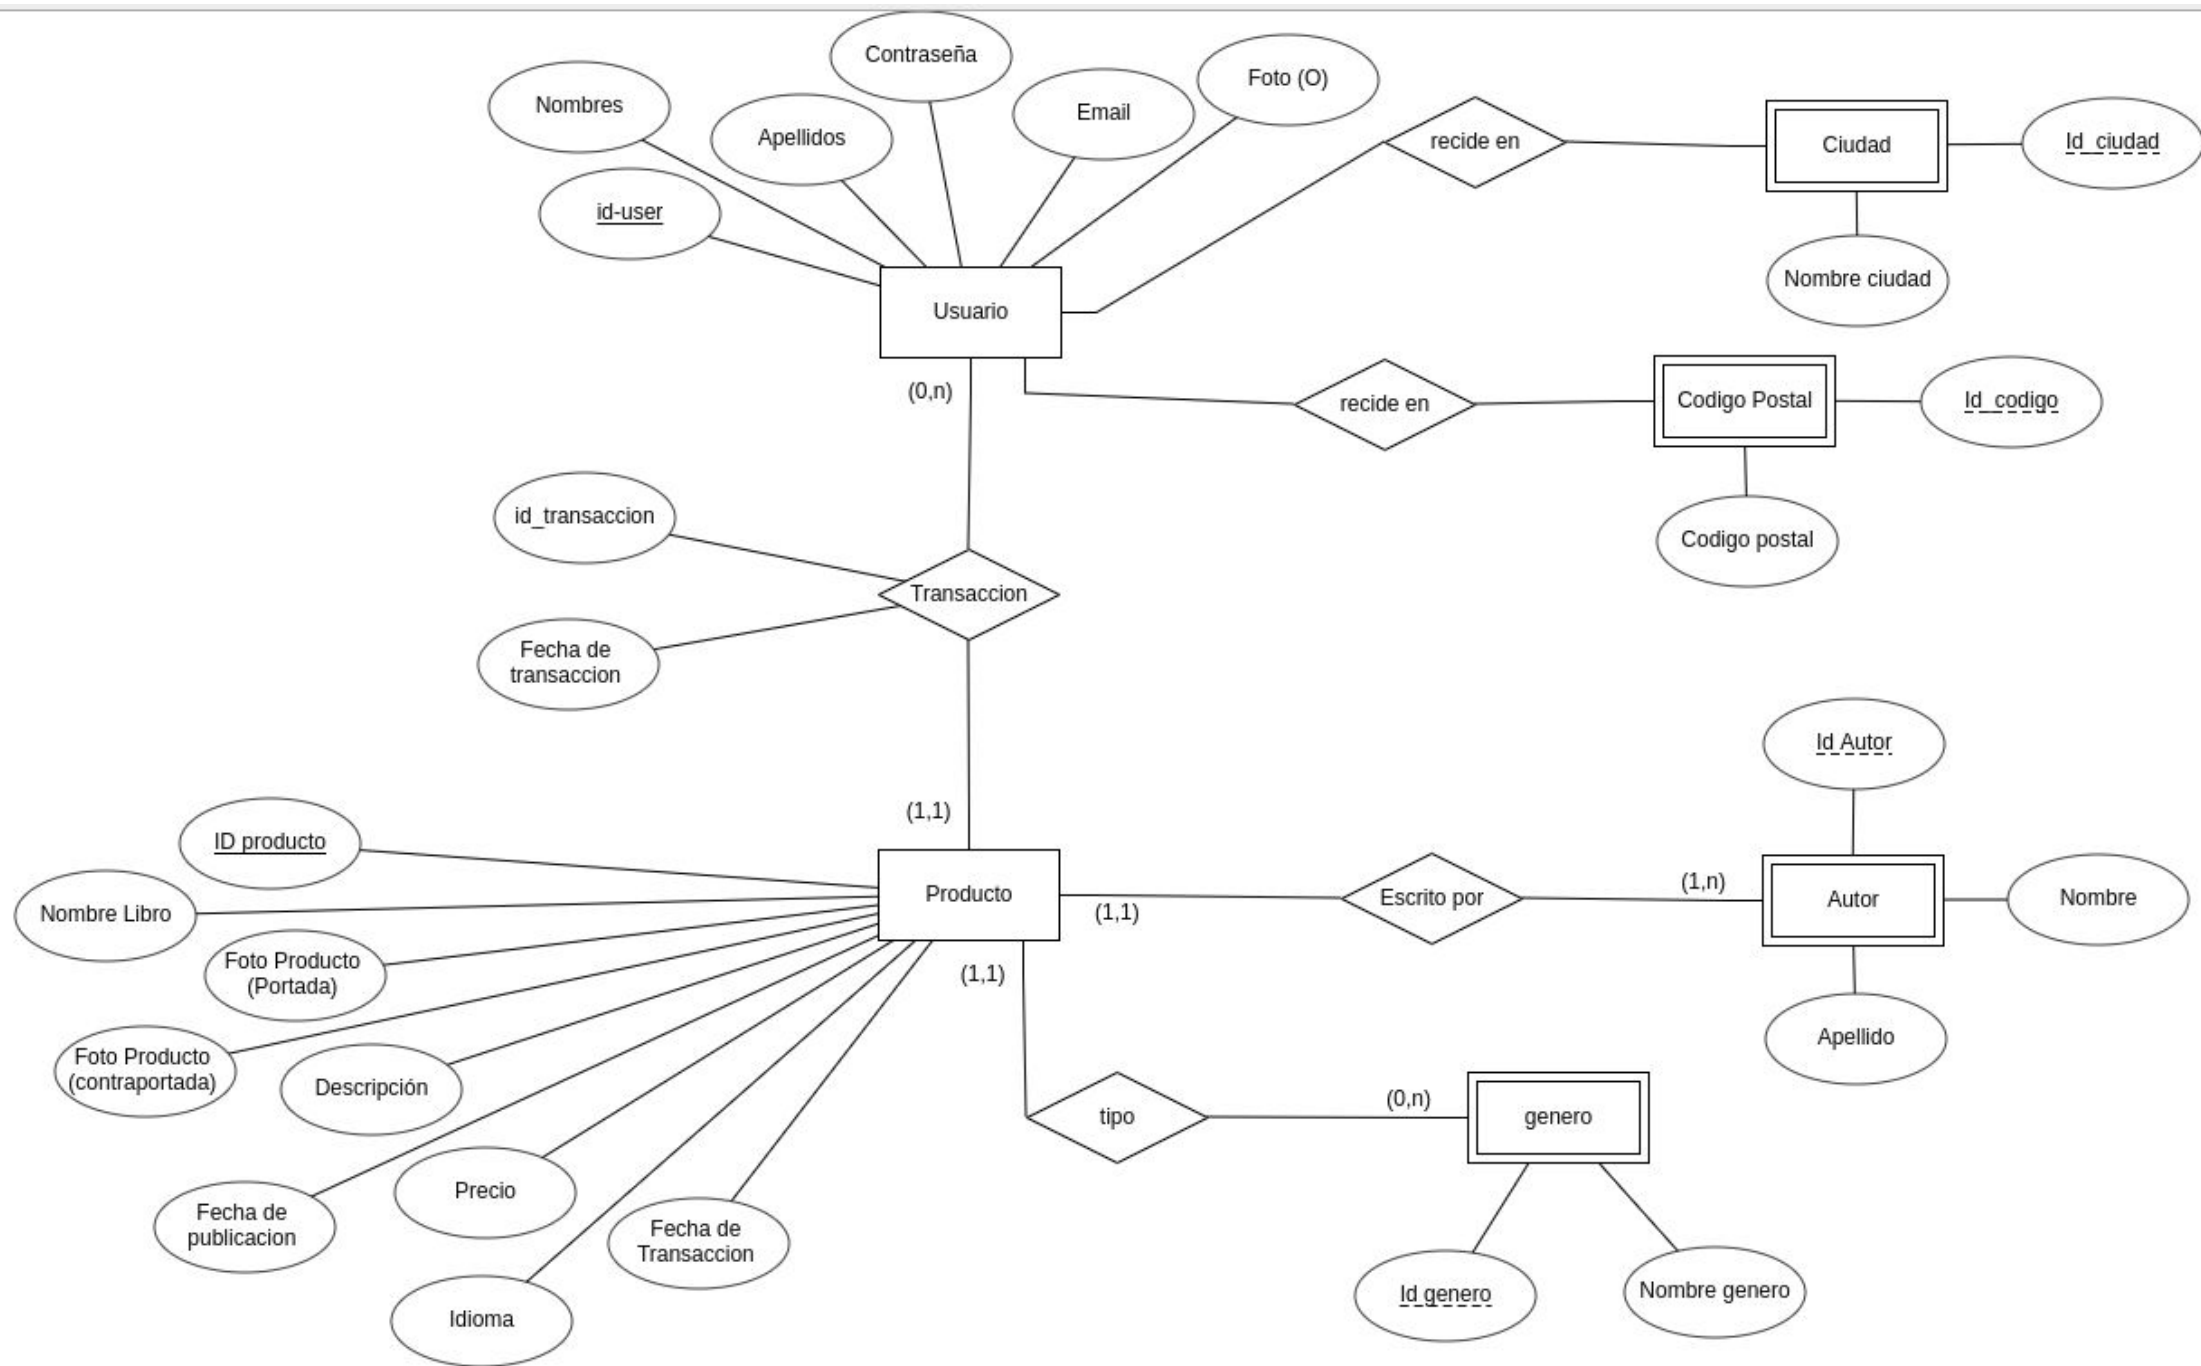 Contraseña
Foto (O)
Nombres
Email
Apellidos
recide en
Ciudad
Id_ciudad
id-user
Nombre ciudad
Usuario
(0,n)
recide en
Codigo Postal
Id_codigo
id_transaccion
Codigo postal
Transaccion
Fecha de
transaccion
Id Autor
(1,1)
ID producto
Nombre Libro
Producto
(1,1)
Escrito por
(1,n)
Autor
Nombre
Foto Producto
(Portada)
(1,1)
Apellido
Foto Producto
(contraportada)
Descripción
tipo
(0,n)
genero
Precio
Fecha de
publicacion
Fecha de
Transaccion
Id genero
Nombre genero
Idioma